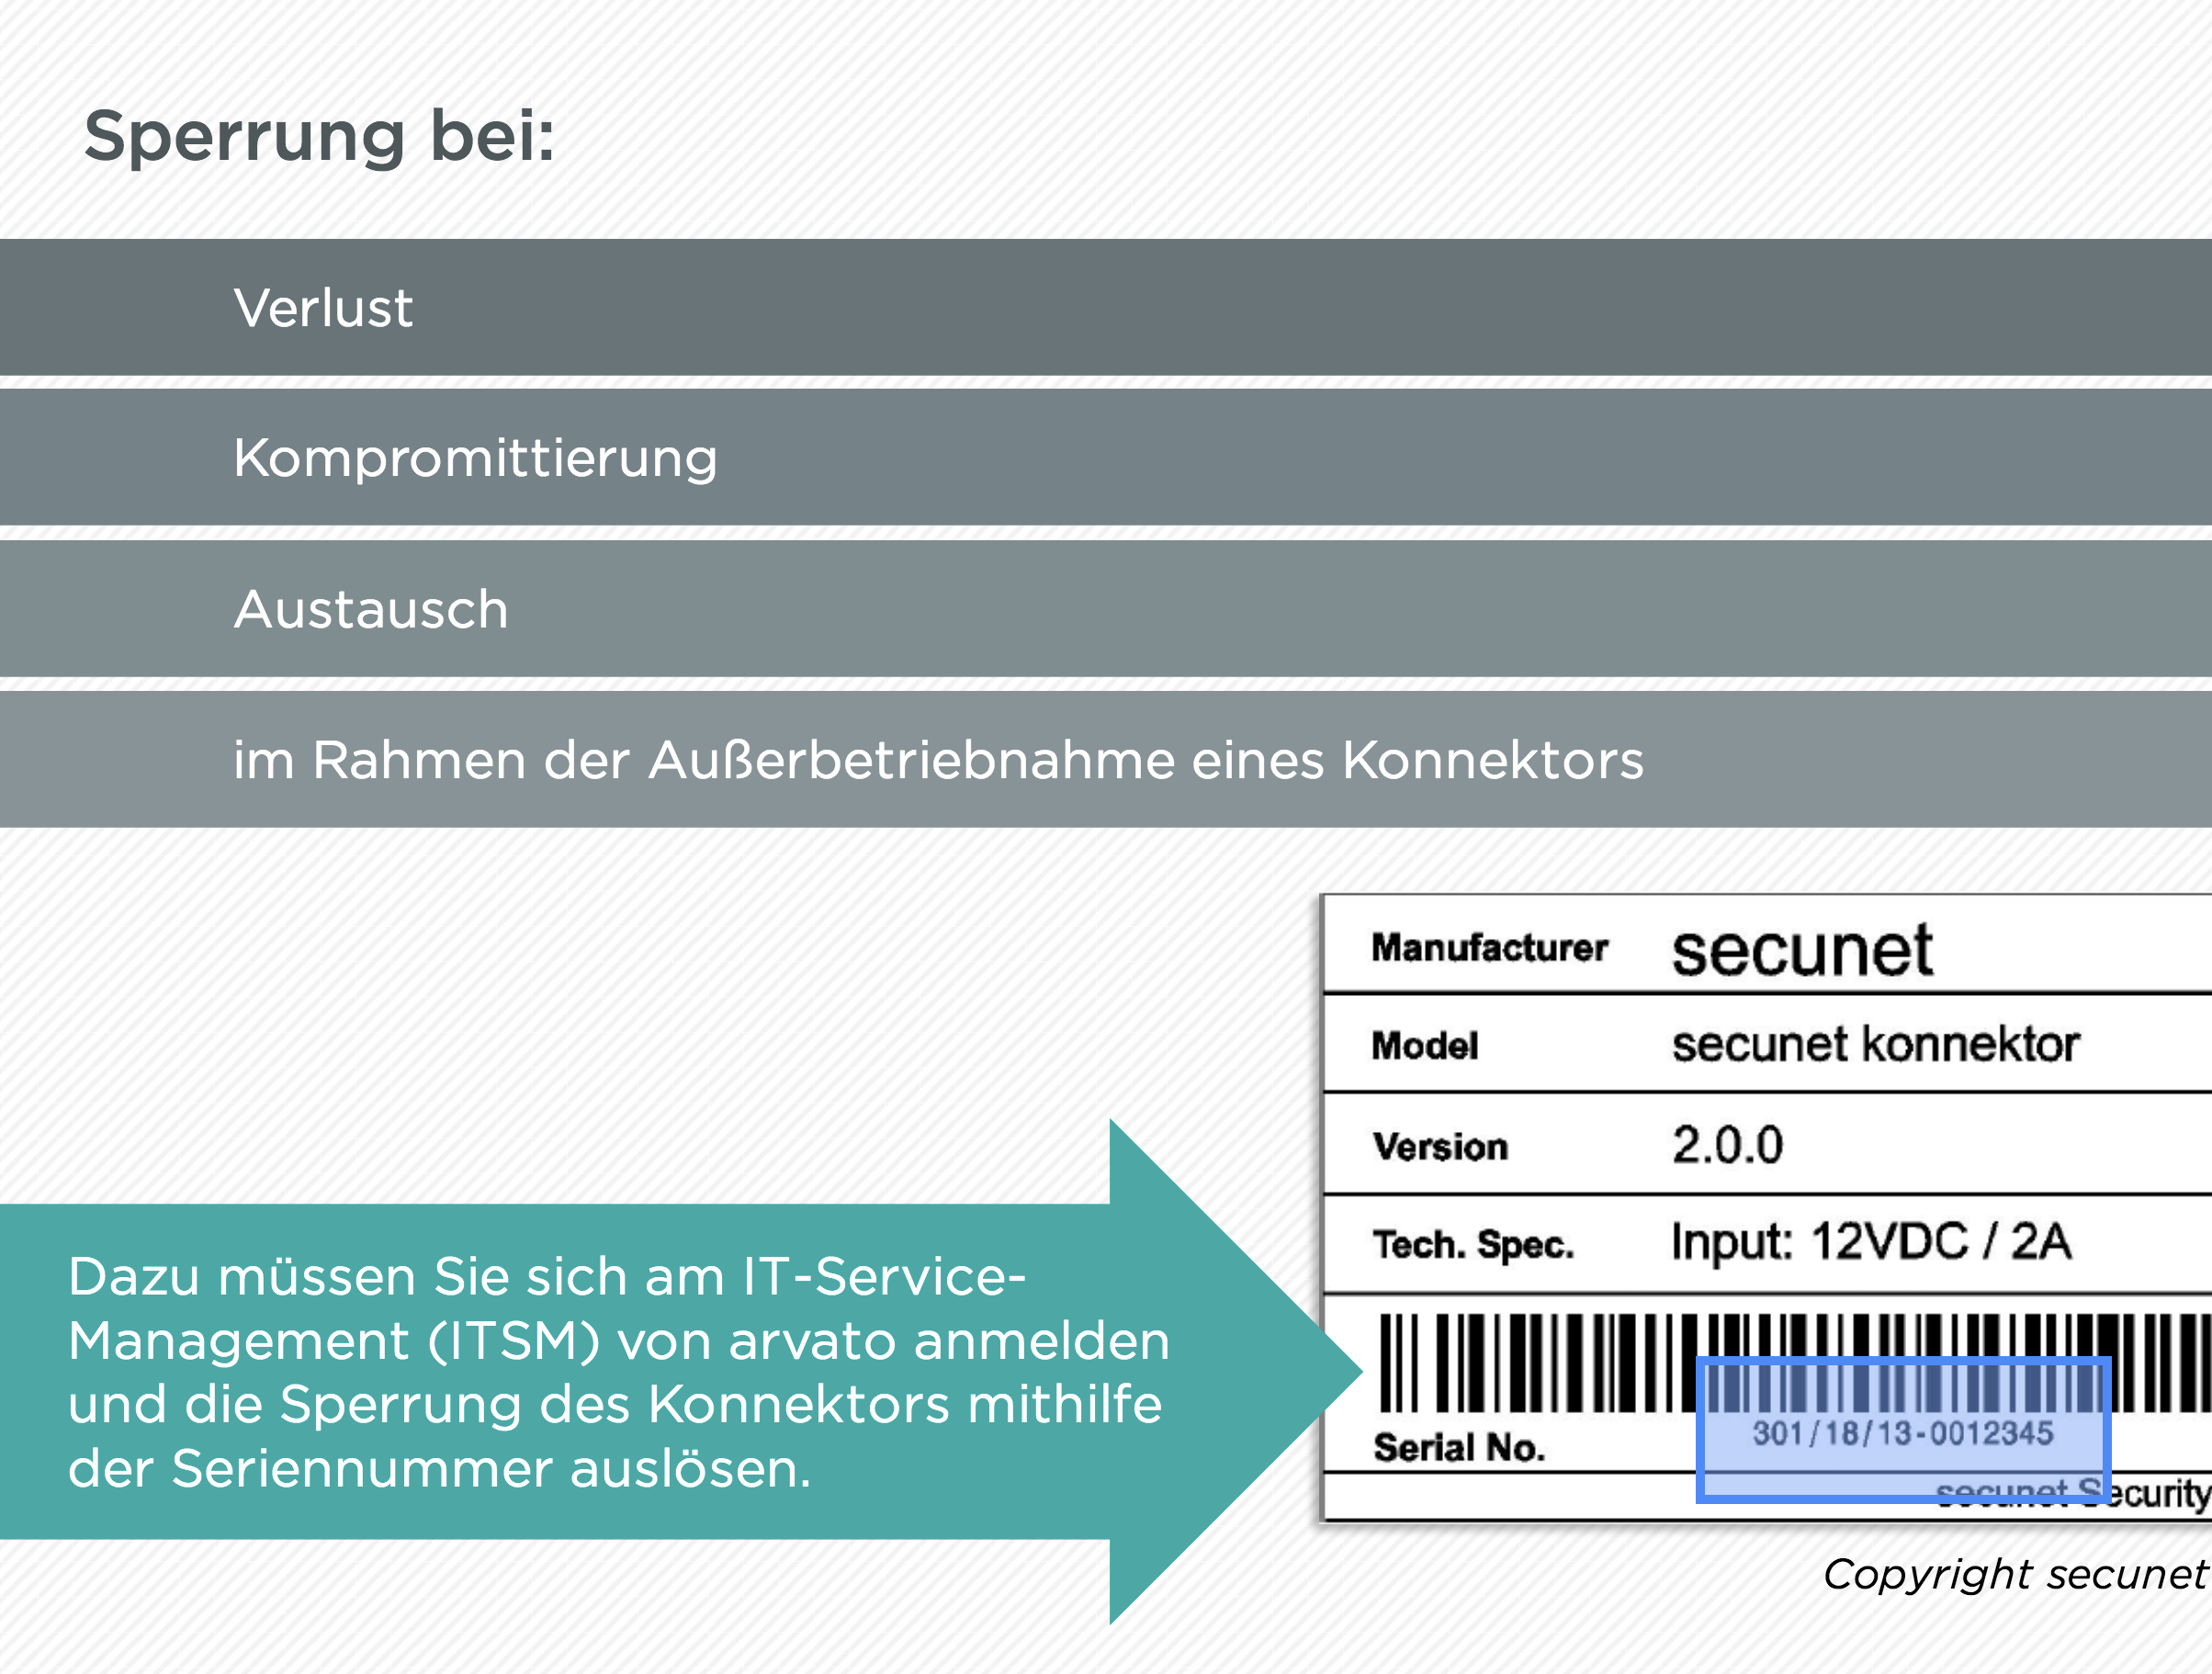 Sperrung bei:
Verlust
Kompromittierung
Austausch
im Rahmen der Außerbetriebnahme eines Konnektors
Dazu müssen Sie sich am IT-Service-
Management (ITSM) von arvato anmelden
und die Sperrung des Konnektors mithilfe
der Seriennummer auslösen.
Manufacturer secunet
Model secunet konnektor
Version 2.0.0
Tech. Spec. Input: 12VDC / 2A
301/18/13-0012345
Serial No.
secunet Security
Copyright secunet